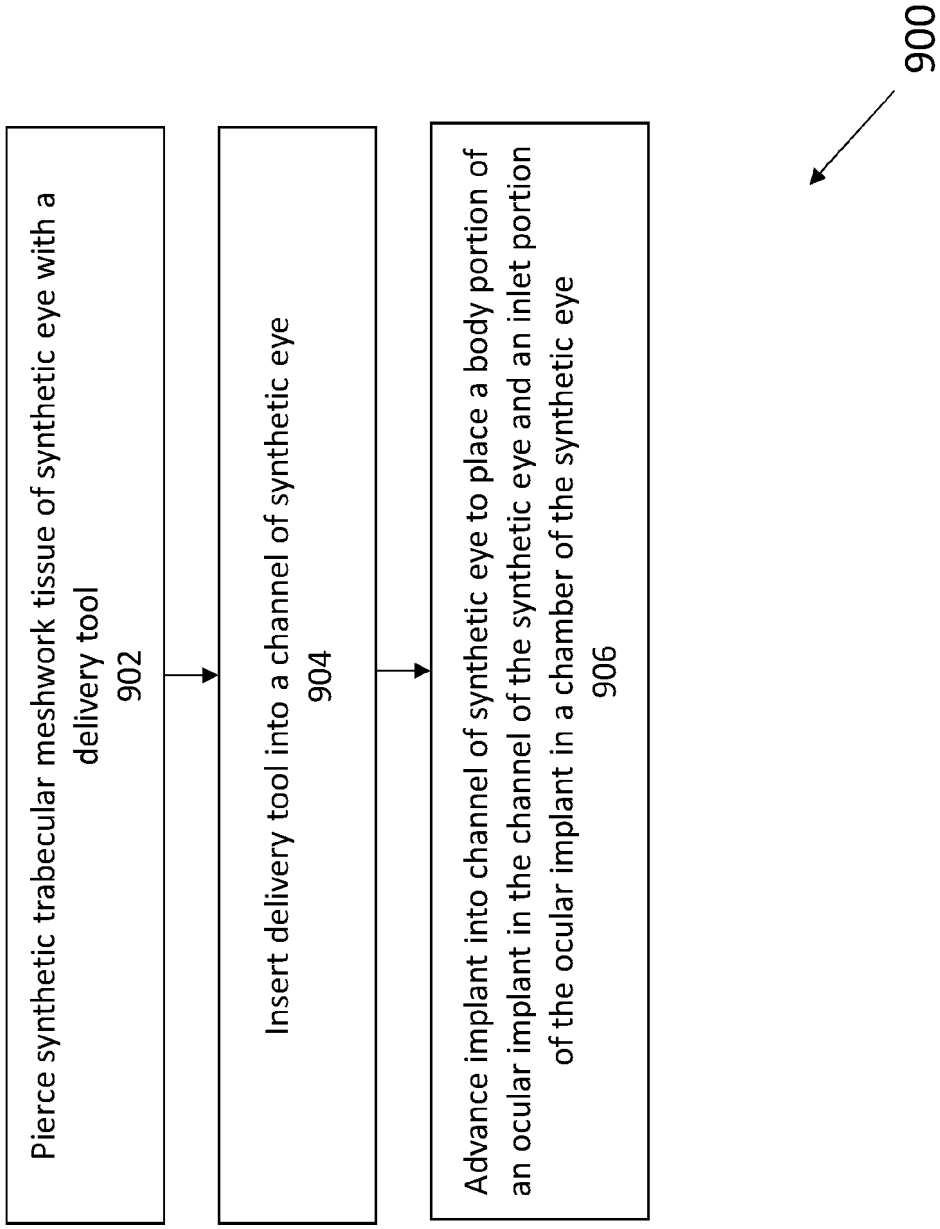 Pierce synthetic trabecular meshwork tissue of synthetic eye with a
delivery tool
902
Insert delivery tool into a channel of synthetic eye
904
Advance implant into channel of synthetic eye to place a body portion of
an ocular implant in the channel of the synthetic eye and an inlet portion
of the ocular implant in a chamber of the synthetic eye
906
900